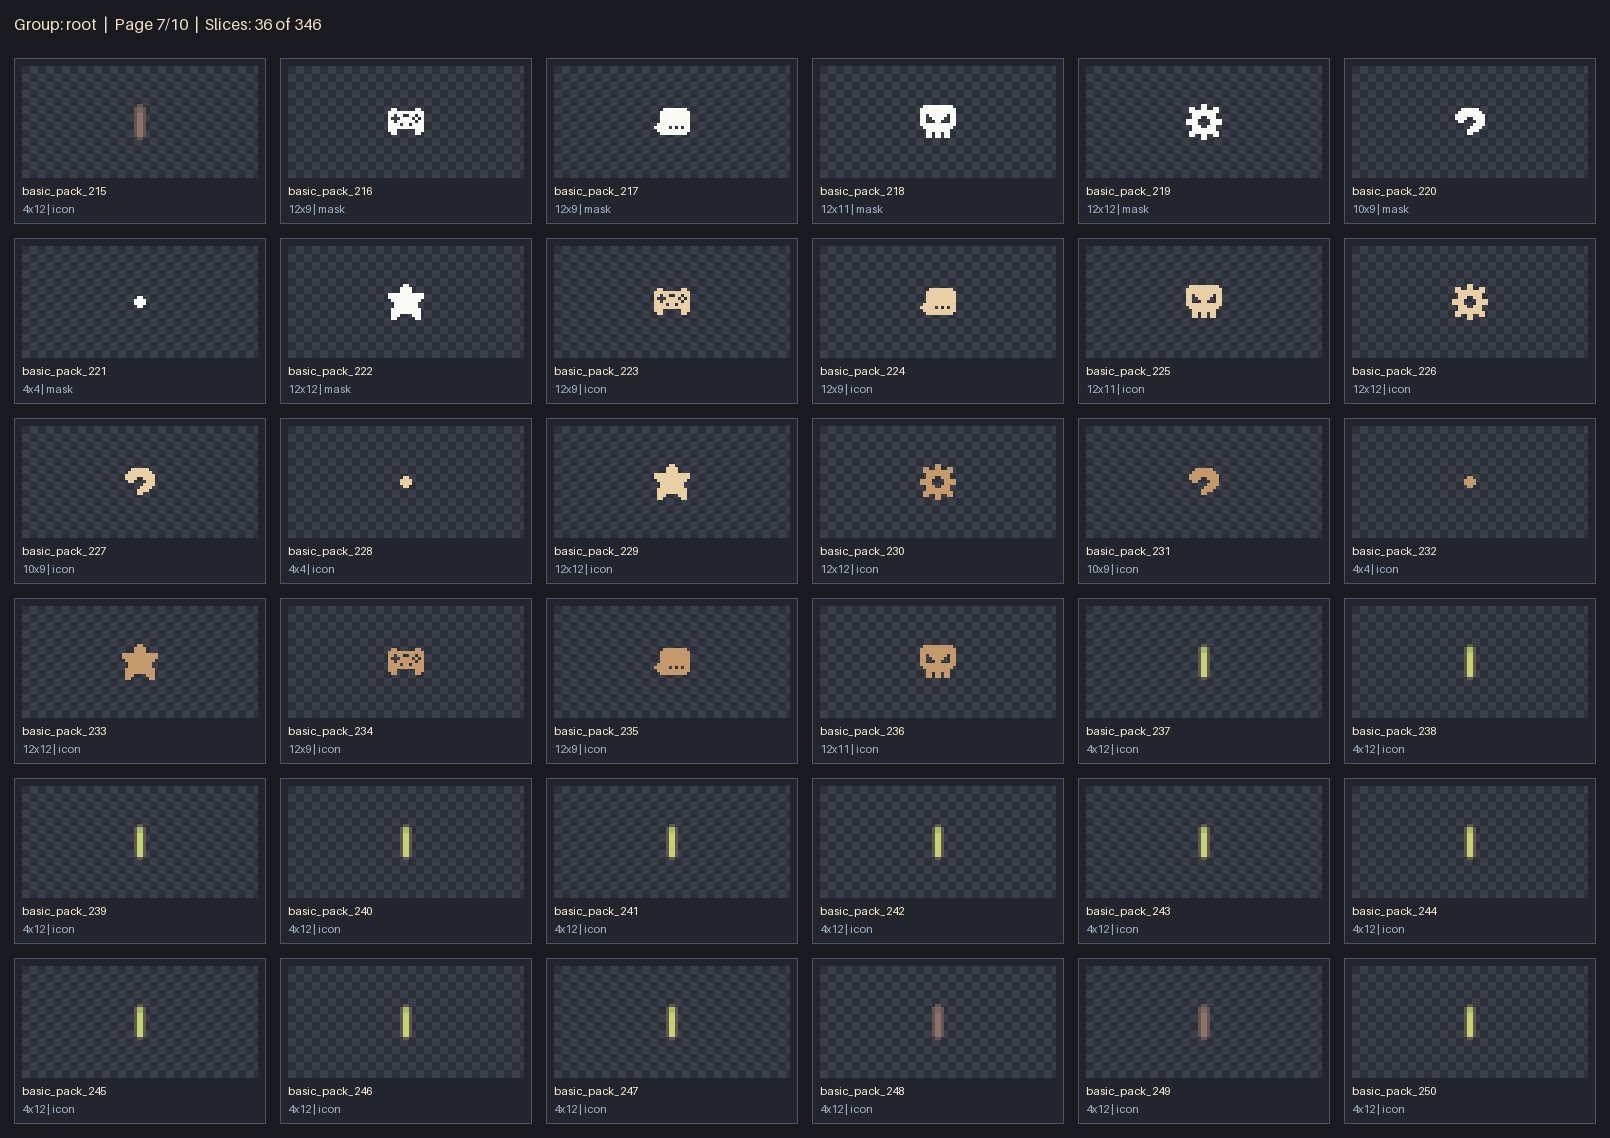 Group: root | Page 7/10 | Slices: 36 of 346
basic_pack_215
4x12 | icon
basic_pack_216
12x9 | mask
basic_pack_217
12x9 | mask
basic_pack_218
12x11 | mask
basic_pack_219
12x12 | mask
basic_pack_220
10x9 | mask
basic_pack_221
4x4 | mask
basic_pack_222
12x12 | mask
basic_pack_223
12x9 | icon
basic_pack_224
12x9 | icon
basic_pack_225
12x11 | icon
basic_pack_226
12x12 | icon
basic_pack_227
10x9 | icon
basic_pack_228
4x4 | icon
basic_pack_229
12x12 | icon
basic_pack_230
12x12 | icon
basic_pack_231
10x9 | icon
basic_pack_232
4x4 | icon
basic_pack_233
12x12 | icon
basic_pack_234
12x9 | icon
basic_pack_235
12x9 | icon
basic_pack_236
12x11 | icon
basic_pack_237
4x12 | icon
basic_pack_238
4x12 | icon
basic_pack_239
4x12 | icon
basic_pack_240
4x12 | icon
basic_pack_241
4x12 | icon
basic_pack_242
4x12 | icon
basic_pack_243
4x12 | icon
basic_pack_244
4x12 | icon
basic_pack_245
4x12 | icon
basic_pack_246
4x12 | icon
basic_pack_247
4x12 | icon
basic_pack_248
4x12 | icon
basic_pack_249
4x12 | icon
basic_pack_250
4x12 | icon